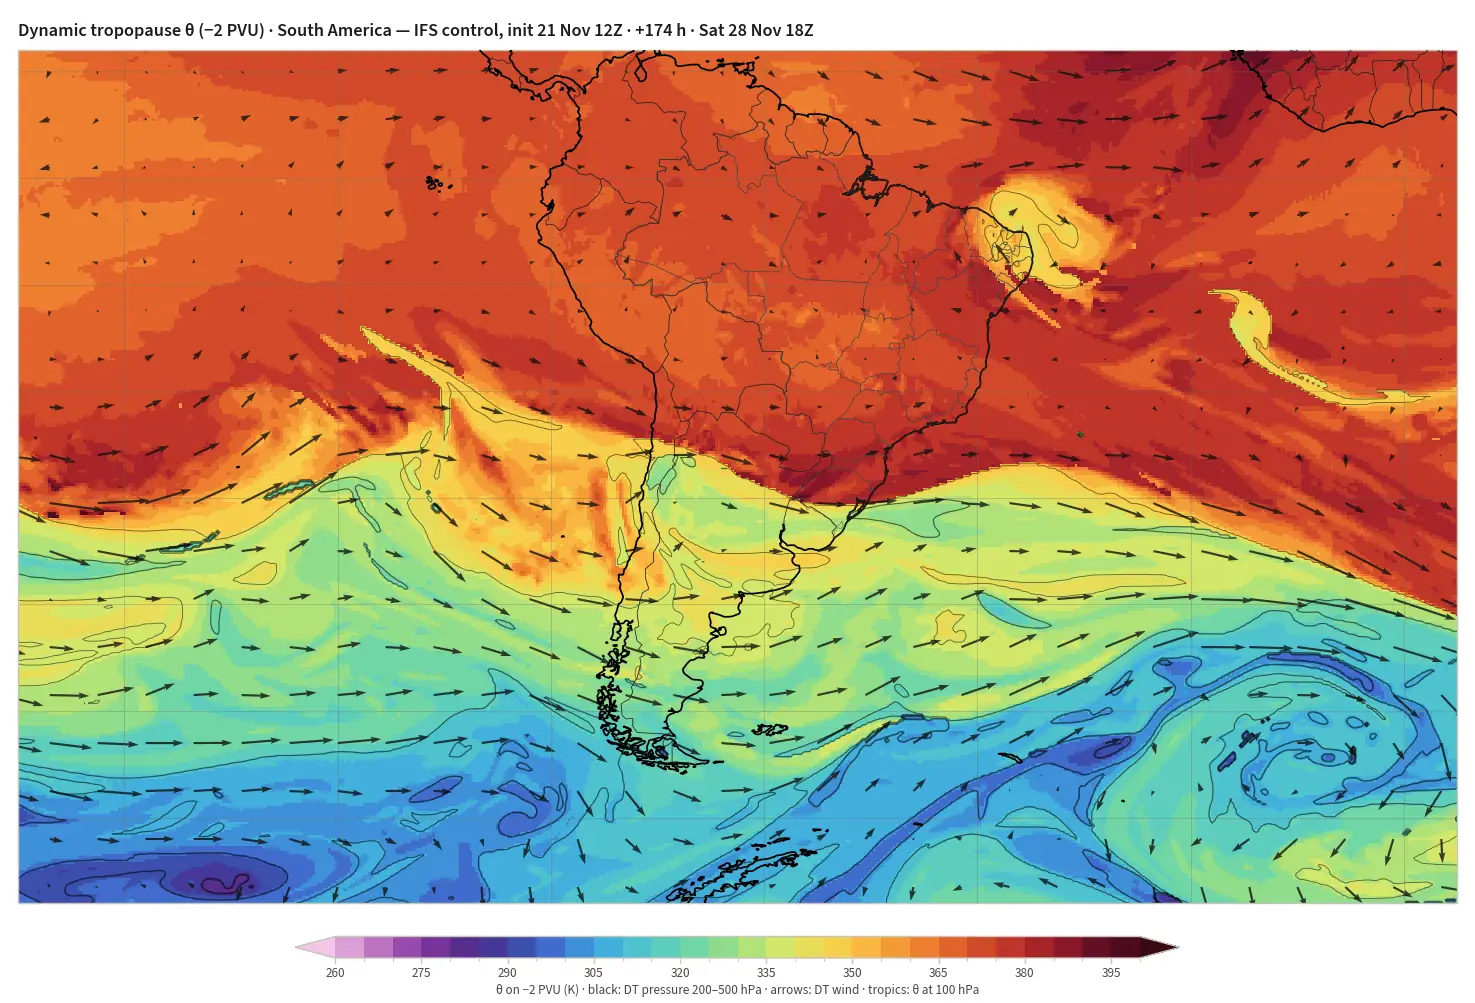 Dynamic tropopause θ (−2 PVU) · South America — IFS control, init 21 Nov 12Z · +174 h · Sat 28 Nov 18Z
260 275 290 305 320 335 350 365 380 395
θ on −2 PVU (K) · black: DT pressure 200–500 hPa · arrows: DT wind · tropics: θ at 100 hPa